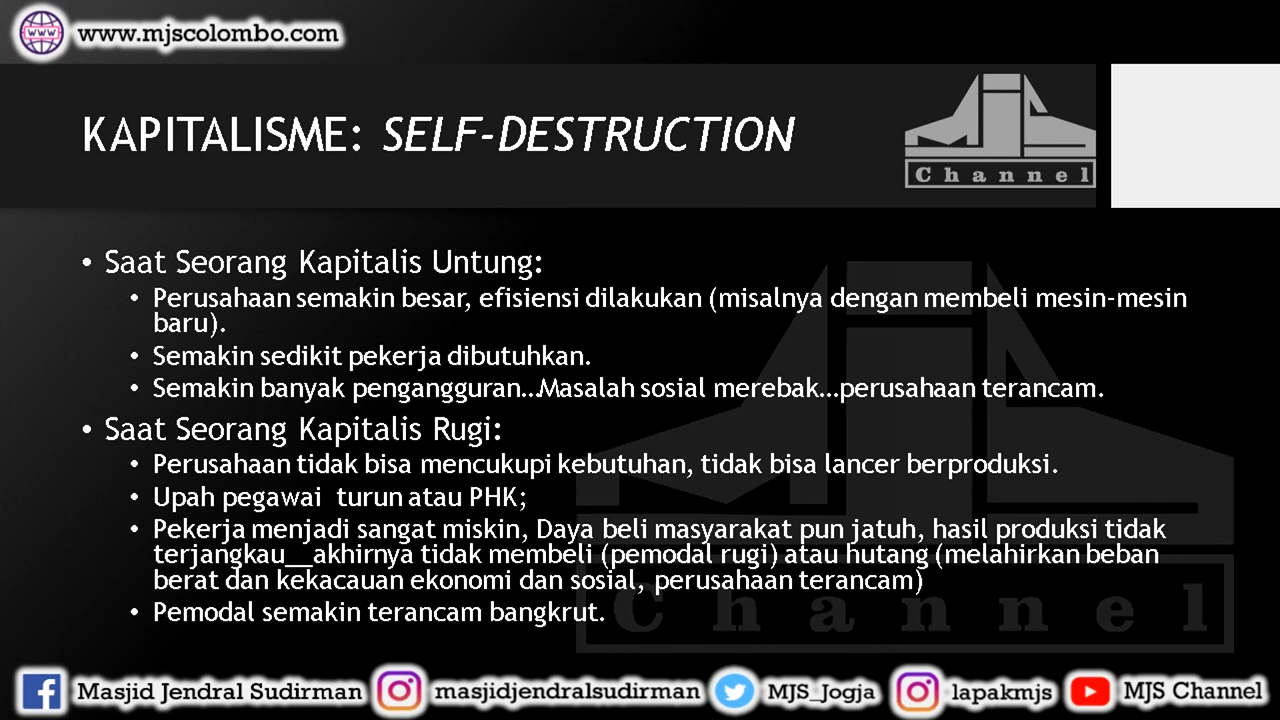 www.mjscolombo.com
KAPITALISME: SELF-DESTRUCTION
MJS
Channel
• Saat Seorang Kapitalis Untung:
• Perusahaan semakin besar, efisiensi dilakukan (misalnya dengan membeli mesin-mesin
baru).
• Semakin sedikit pekerja dibutuhkan.
• Semakin banyak pengangguran...Masalah sosial merebak...perusahaan terancam.
• Saat Seorang Kapitalis Rugi:
• Perusahaan tidak bisa mencukupi kebutuhan, tidak bisa lancer berproduksi.
• Upah pegawai  turun atau PHK;
• Pekerja menjadi sangat miskin, Daya beli masyarakat pun jatuh, hasil produksi tidak
terjangkau__akhirnya tidak membeli (pemodal rugi) atau hutang (melahirkan beban
berat dan kekacauan ekonomi dan sosial, perusahaan terancam)
• Pemodal semakin terancam bangkrut.
Channel
Masjid Jendral Sudirman masjidjendralsudirman MJS_Jogja lapakmjs MJS Channel